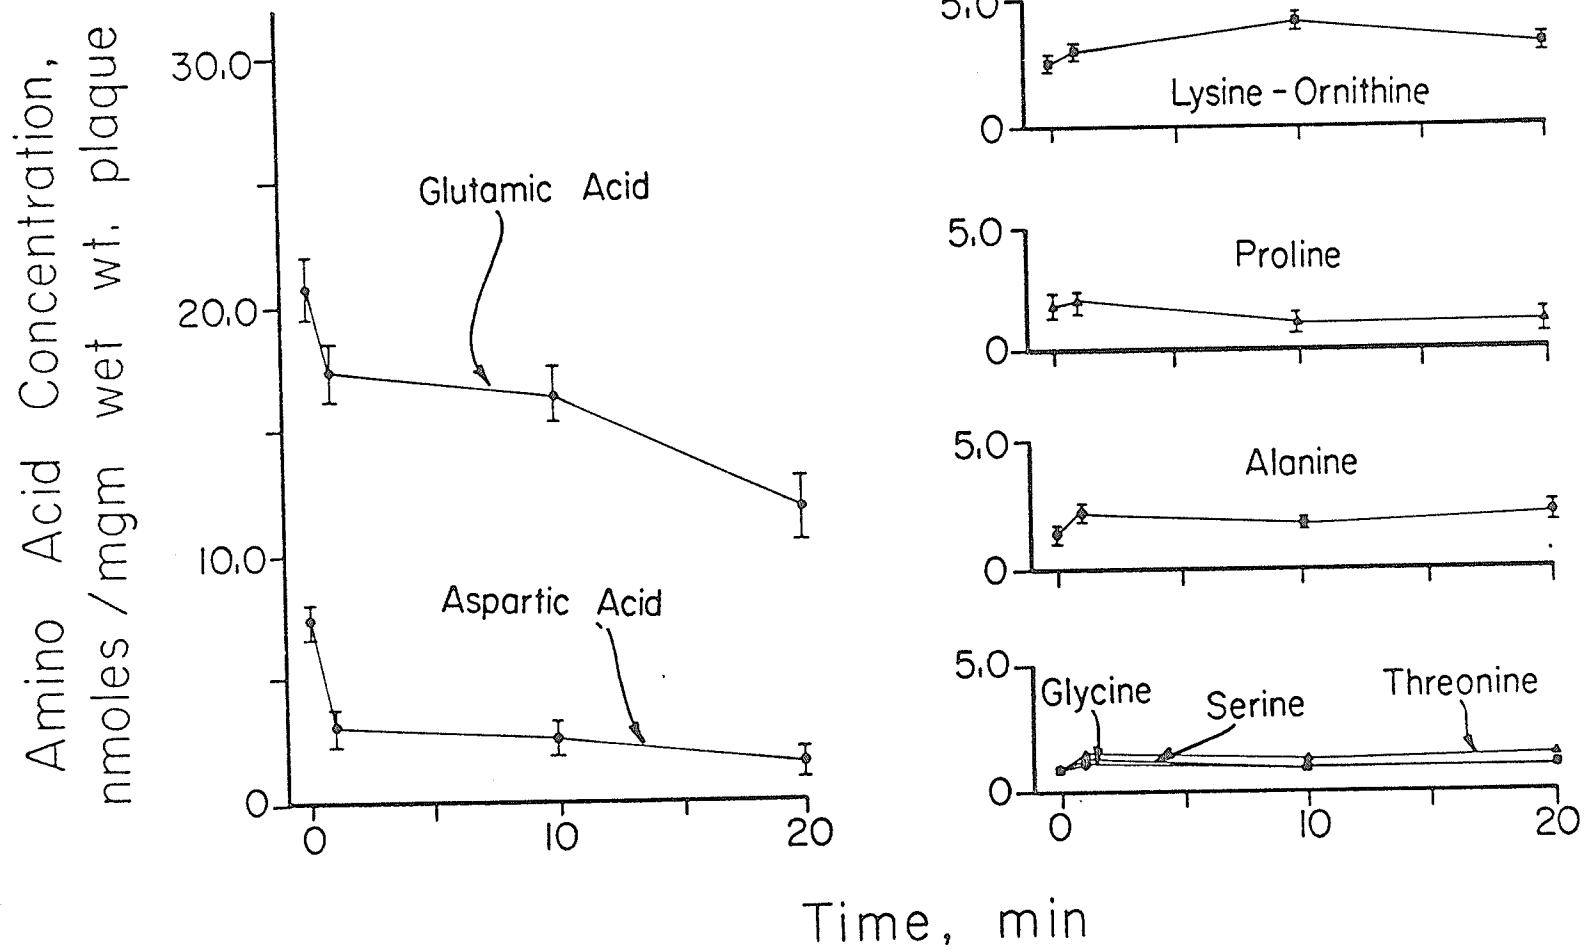 Amino Acid Concentration,
nmoles/mgm wet wt. plaque
30.0
20.0
10.0
0
Glutamic Acid
Aspartic Acid
0 10 20
5.0
Lysine - Ornithine
0
5.0
Proline
0
5.0
Alanine
0
5.0
Glycine Serine Threonine
0
0 10 20
Time, min